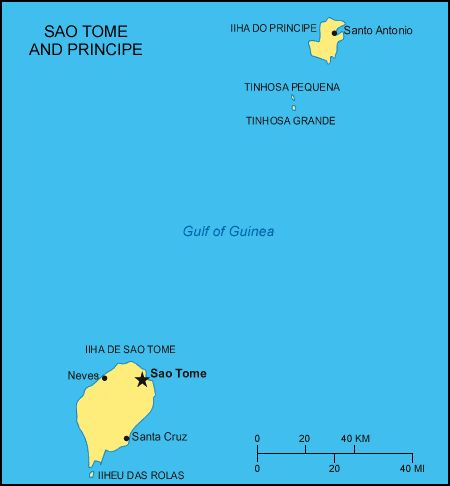 SAO TOME
AND PRINCIPE
IIHA DO PRINCIPE
Santo Antonio
TINHOSA PEQUENA
TINHOSA GRANDE
Gulf of Guinea
IIHA DE SAO TOME
Neves
Sao Tome
Santa Cruz
IIHEU DAS ROLAS
0 20 40 KM
0 20 40 MI